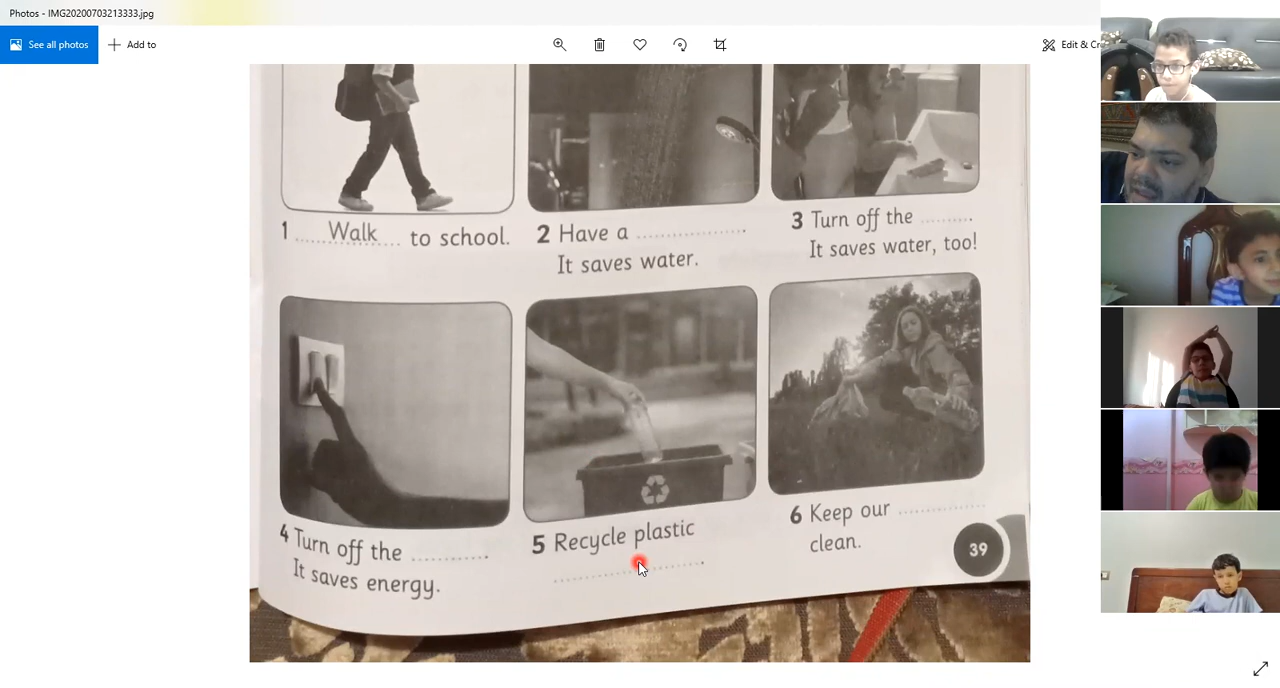 Photos - IMG20200703213333.jpg
See all photos
Add to
Edit & Cr
1 ......Walk.... to school.
2 Have a ....................
It saves water.
3 Turn off the ..........
It saves water, too!
4 Turn off the ..............
It saves energy.
5 Recycle plastic
..............................
6 Keep our ................
clean.
39